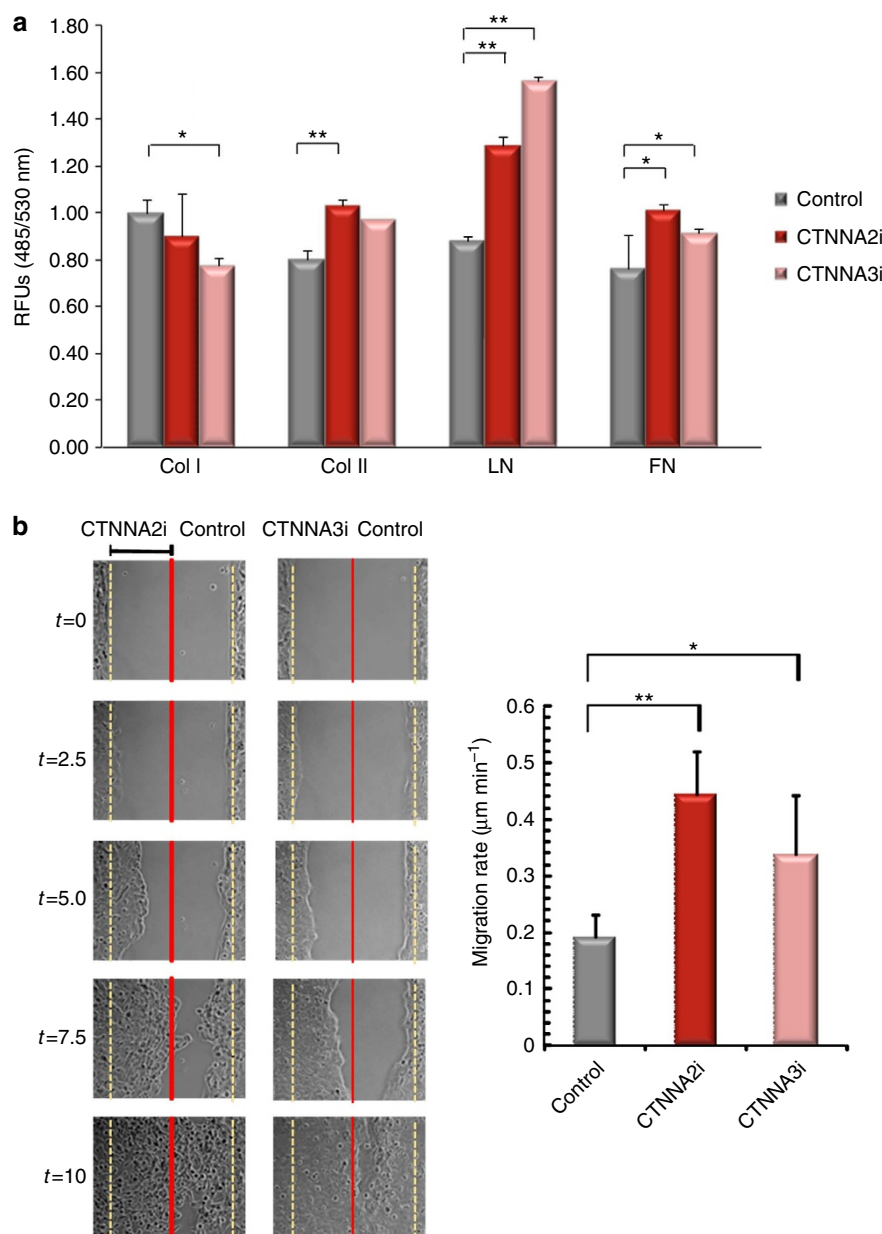 a
RFUs (485/530 nm)
1.80
1.60
1.40
1.20
1.00
0.80
0.60
0.40
0.20
0.00
*
**
**
**
*
*
Col I
Col II
LN
FN
Control
CTNNA2i
CTNNA3i
b
CTNNA2i Control
CTNNA3i Control
t=0
t=2.5
t=5.0
t=7.5
t=10
Migration rate (μm min⁻¹)
0.6
0.5
0.4
0.3
0.2
0.1
0
*
**
Control
CTNNA2i
CTNNA3i